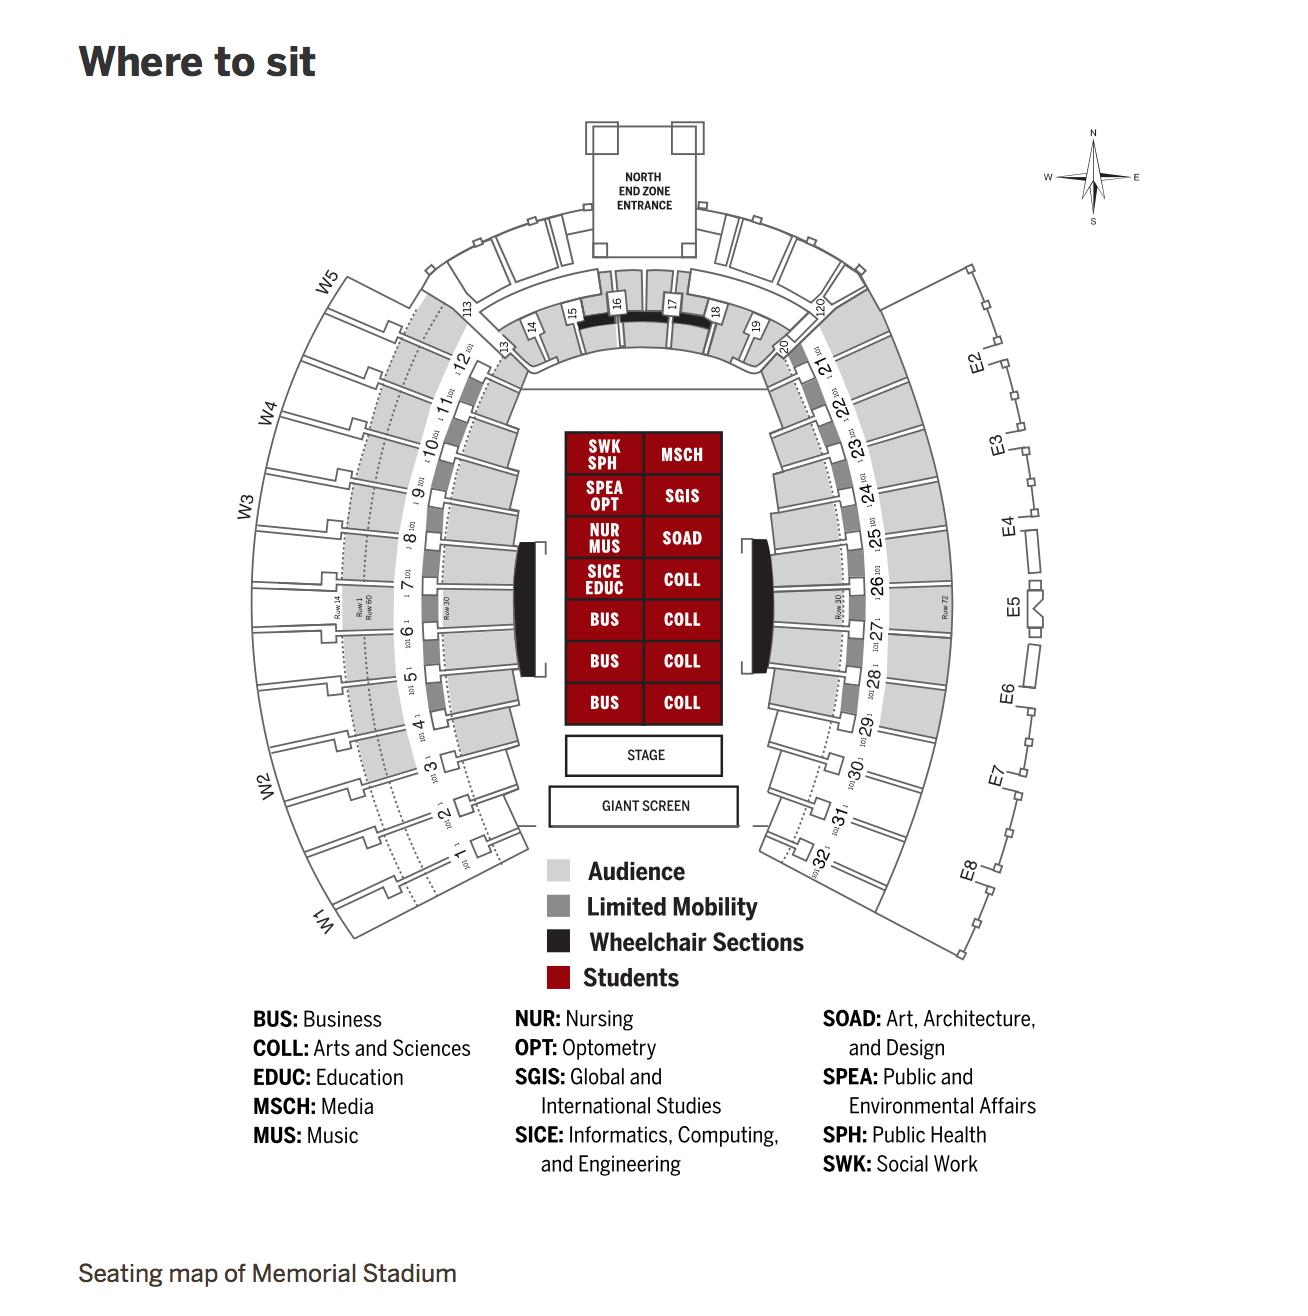 Where to sit
NORTH
END ZONE
ENTRANCE
N
W
E
S
W5
W4
W3
W2
W1
E2
E3
E4
E5
E6
E7
E8
113
13
14
15
16
17
18
19
20
120
12
11
10
9
8
7
6
5
4
3
2
1
21
22
23
24
25
26
27
28
29
30
31
32
Row 14
Row 1
Row 60
Row 30
Row 30
Row 72
SWK
SPH
MSCH
SPEA
OPT
SGIS
NUR
MUS
SOAD
SICE
EDUC
COLL
BUS
COLL
BUS
COLL
BUS
COLL
STAGE
GIANT SCREEN
Audience
Limited Mobility
Wheelchair Sections
Students
BUS: Business
COLL: Arts and Sciences
EDUC: Education
MSCH: Media
MUS: Music
NUR: Nursing
OPT: Optometry
SGIS: Global and
International Studies
SICE: Informatics, Computing,
and Engineering
SOAD: Art, Architecture,
and Design
SPEA: Public and
Environmental Affairs
SPH: Public Health
SWK: Social Work
Seating map of Memorial Stadium